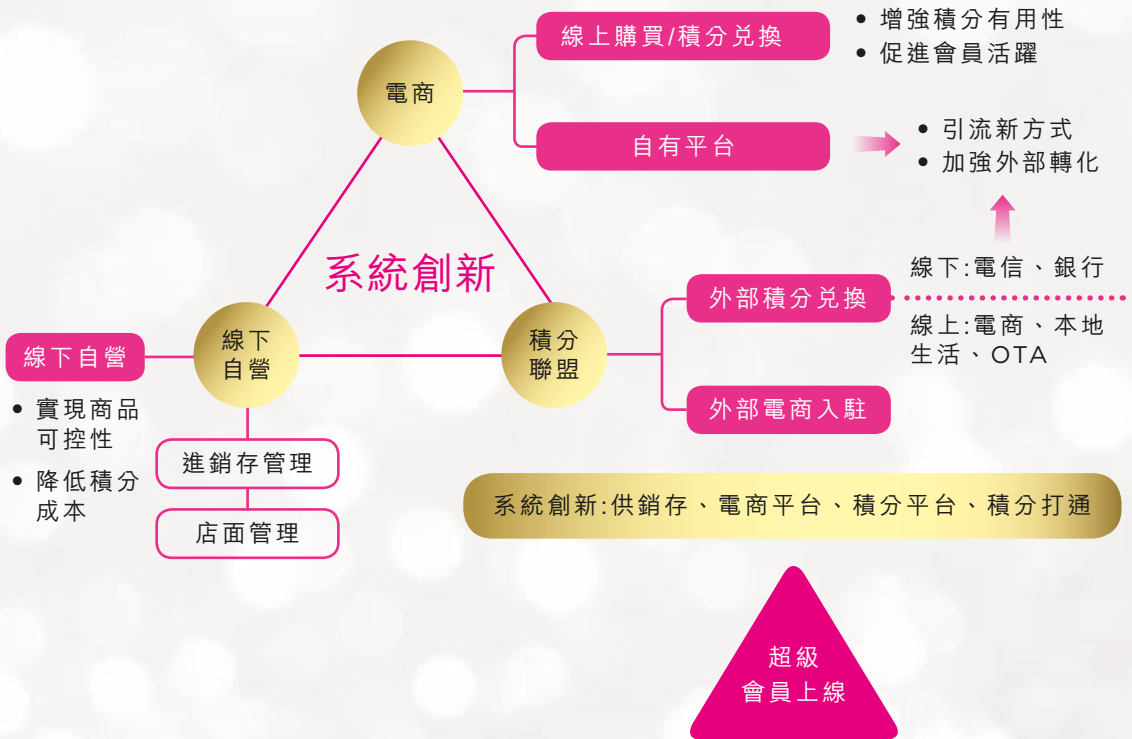 電商
線上購買/積分兌換
• 增強積分有用性
• 促進會員活躍
自有平台
• 引流新方式
• 加強外部轉化
系統創新
線下自營
線下
自營
積分
聯盟
外部積分兌換
線下:電信、銀行
線上:電商、本地
生活、OTA
外部電商入駐
• 實現商品
可控性
• 降低積分
成本
進銷存管理
店面管理
系統創新:供銷存、電商平台、積分平台、積分打通
超級
會員上線